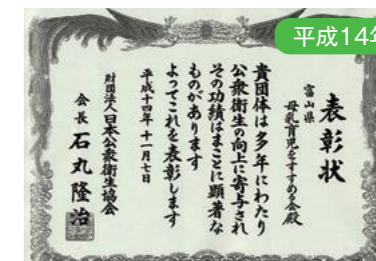 平成14年
表彰状
富山県
母乳育児をすすめる会殿
貴団体は多年にわたり
公衆衛生の向上に寄与され
その功績はまことに顕著な
ものがあります
よってこれを表彰します
平成十四年十一月七日
財団法人日本公衆衛生協会
会長 石丸隆治